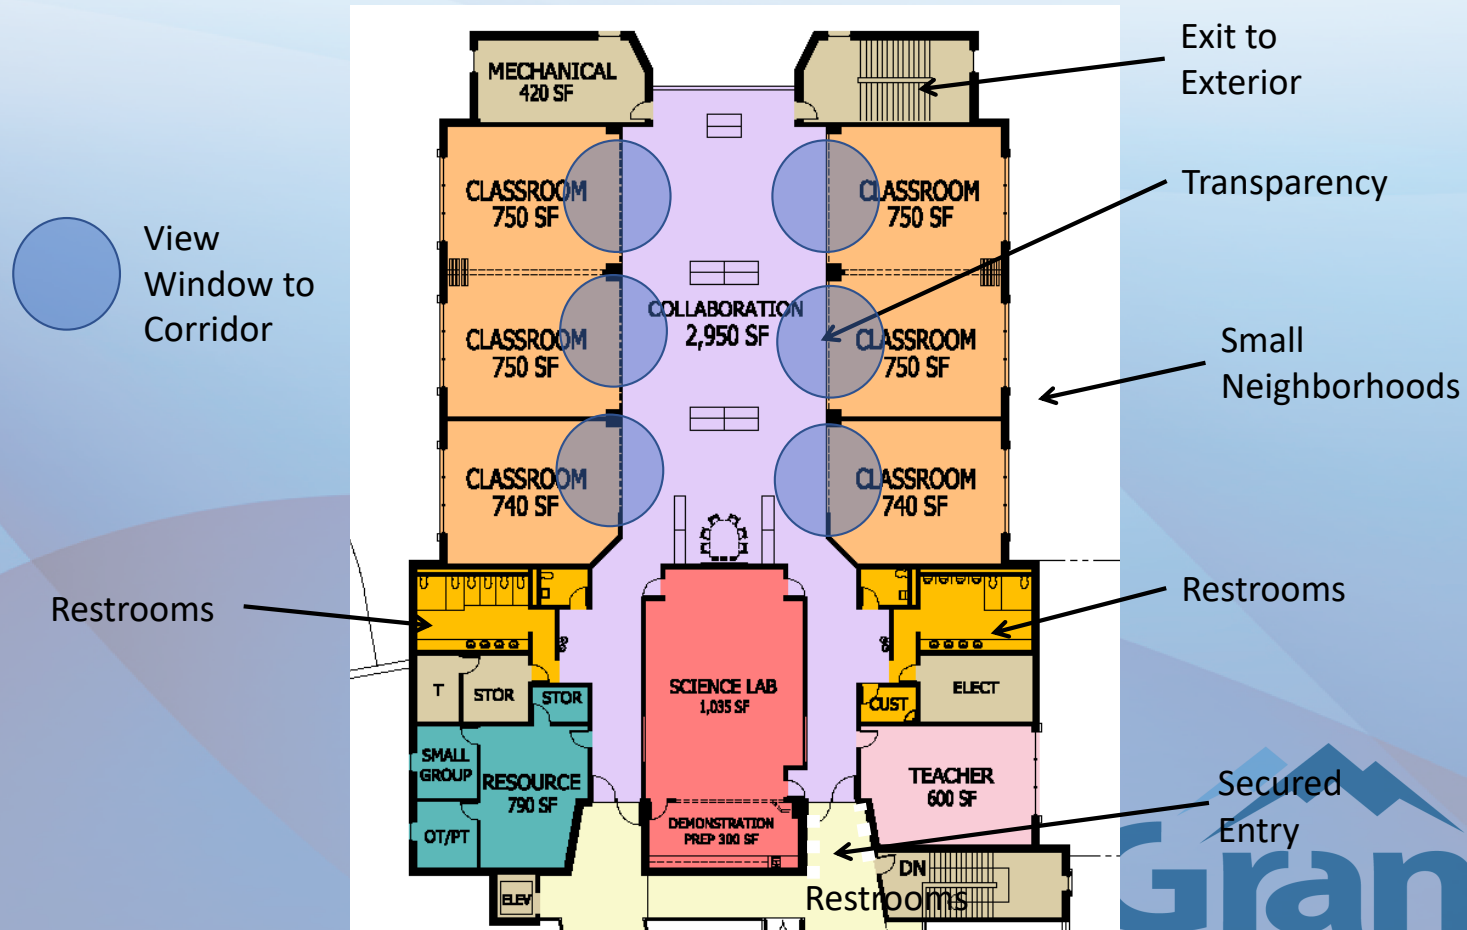 Exit to
Exterior
MECHANICAL
420 SF
Transparency
CLASSROOM
750 SF
CLASSROOM
750 SF
View
Window to
Corridor
COLLABORATION
2,950 SF
CLASSROOM
750 SF
CLASSROOM
750 SF
Small
Neighborhoods
CLASSROOM
740 SF
CLASSROOM
740 SF
Restrooms
Restrooms
T
STOR
STOR
SCIENCE LAB
1,035 SF
CUST
ELECT
SMALL
GROUP
RESOURCE
790 SF
OT/PT
TEACHER
600 SF
DEMONSTRATION
PREP 300 SF
Secured
Entry
ELEV
DN
Restrooms
Gran